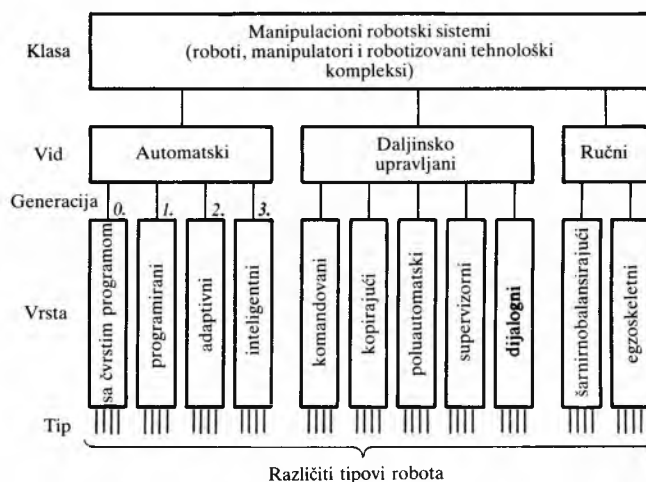 Klasa
Manipulacioni robotski sistemi
(roboti, manipulatori i robotizovani tehnološki
kompleksi)
Vid
Automatski
Daljinsko
upravljani
Ručni
Generacija
0.
1.
2.
3.
Vrsta
sa čvrstim programom
programirani
adaptivni
inteligentni
komandovani
kopirajući
poluautomatski
supervizorni
dijalogni
šarnirnobalansirajući
egzoskeletni
Tip
Različiti tipovi robota